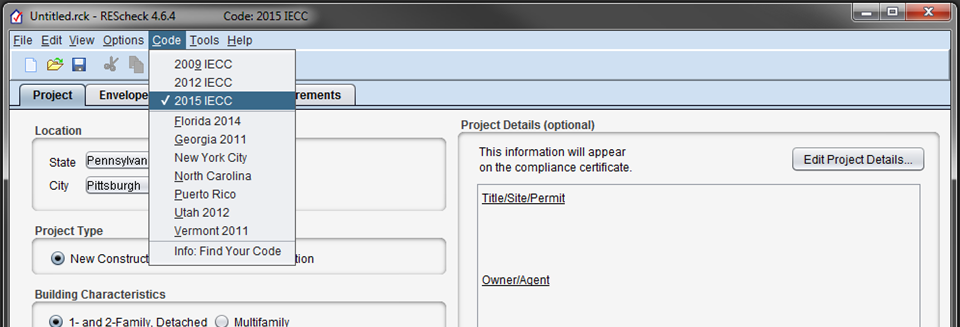 Untitled.rck - REScheck 4.6.4 Code: 2015 IECC
File Edit View Options Code Tools Help
2009 IECC
2012 IECC
✓ 2015 IECC
Florida 2014
Georgia 2011
New York City
North Carolina
Puerto Rico
Utah 2012
Vermont 2011
Info: Find Your Code
Project Envelope rements
Location
State Pennsylvan
City Pittsburgh
Project Type
New Construct tion
Building Characteristics
1- and 2-Family, Detached Multifamily
Project Details (optional)
This information will appear
on the compliance certificate.
Edit Project Details...
Title/Site/Permit
Owner/Agent